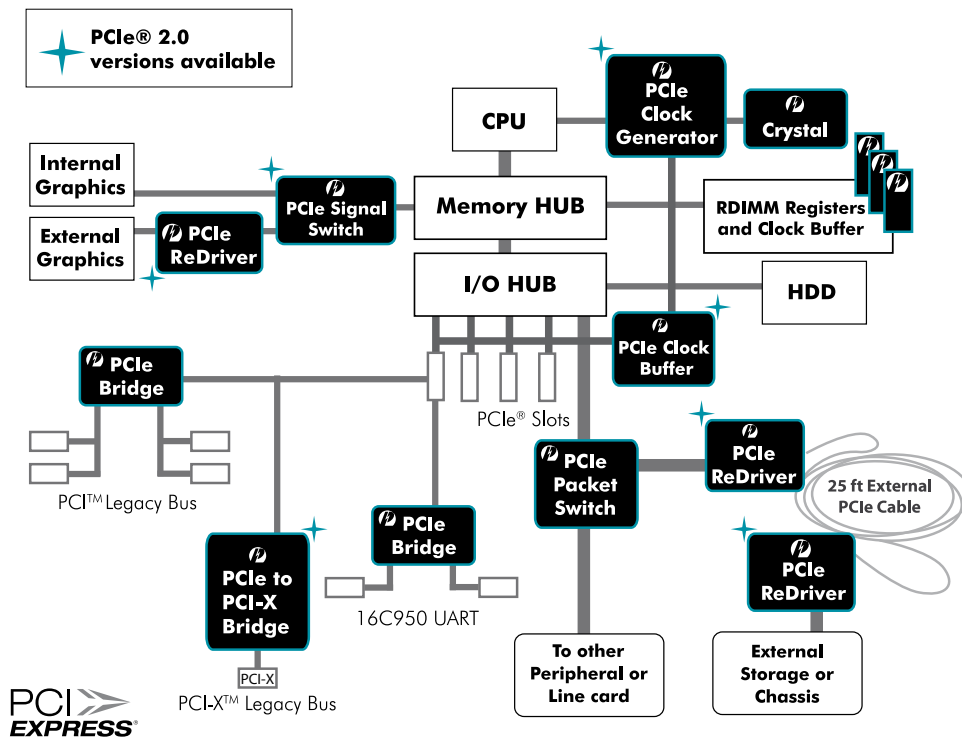 PCIe® 2.0
versions available
PCIe
Clock
Generator
Crystal
CPU
Internal
Graphics
PCIe Signal
Switch
Memory HUB
RDIMM Registers
and Clock Buffer
External
Graphics
PCIe
ReDriver
I/O HUB
HDD
PCIe Clock
Buffer
PCIe
Bridge
PCIe® Slots
PCI™ Legacy Bus
PCIe
Packet
Switch
PCIe
ReDriver
25 ft External
PCIe Cable
PCIe
Bridge
16C950 UART
PCIe to
PCI-X
Bridge
PCIe
ReDriver
PCI-X
PCI-X™ Legacy Bus
To other
Peripheral or
Line card
External
Storage or
Chassis
PCI
EXPRESS®